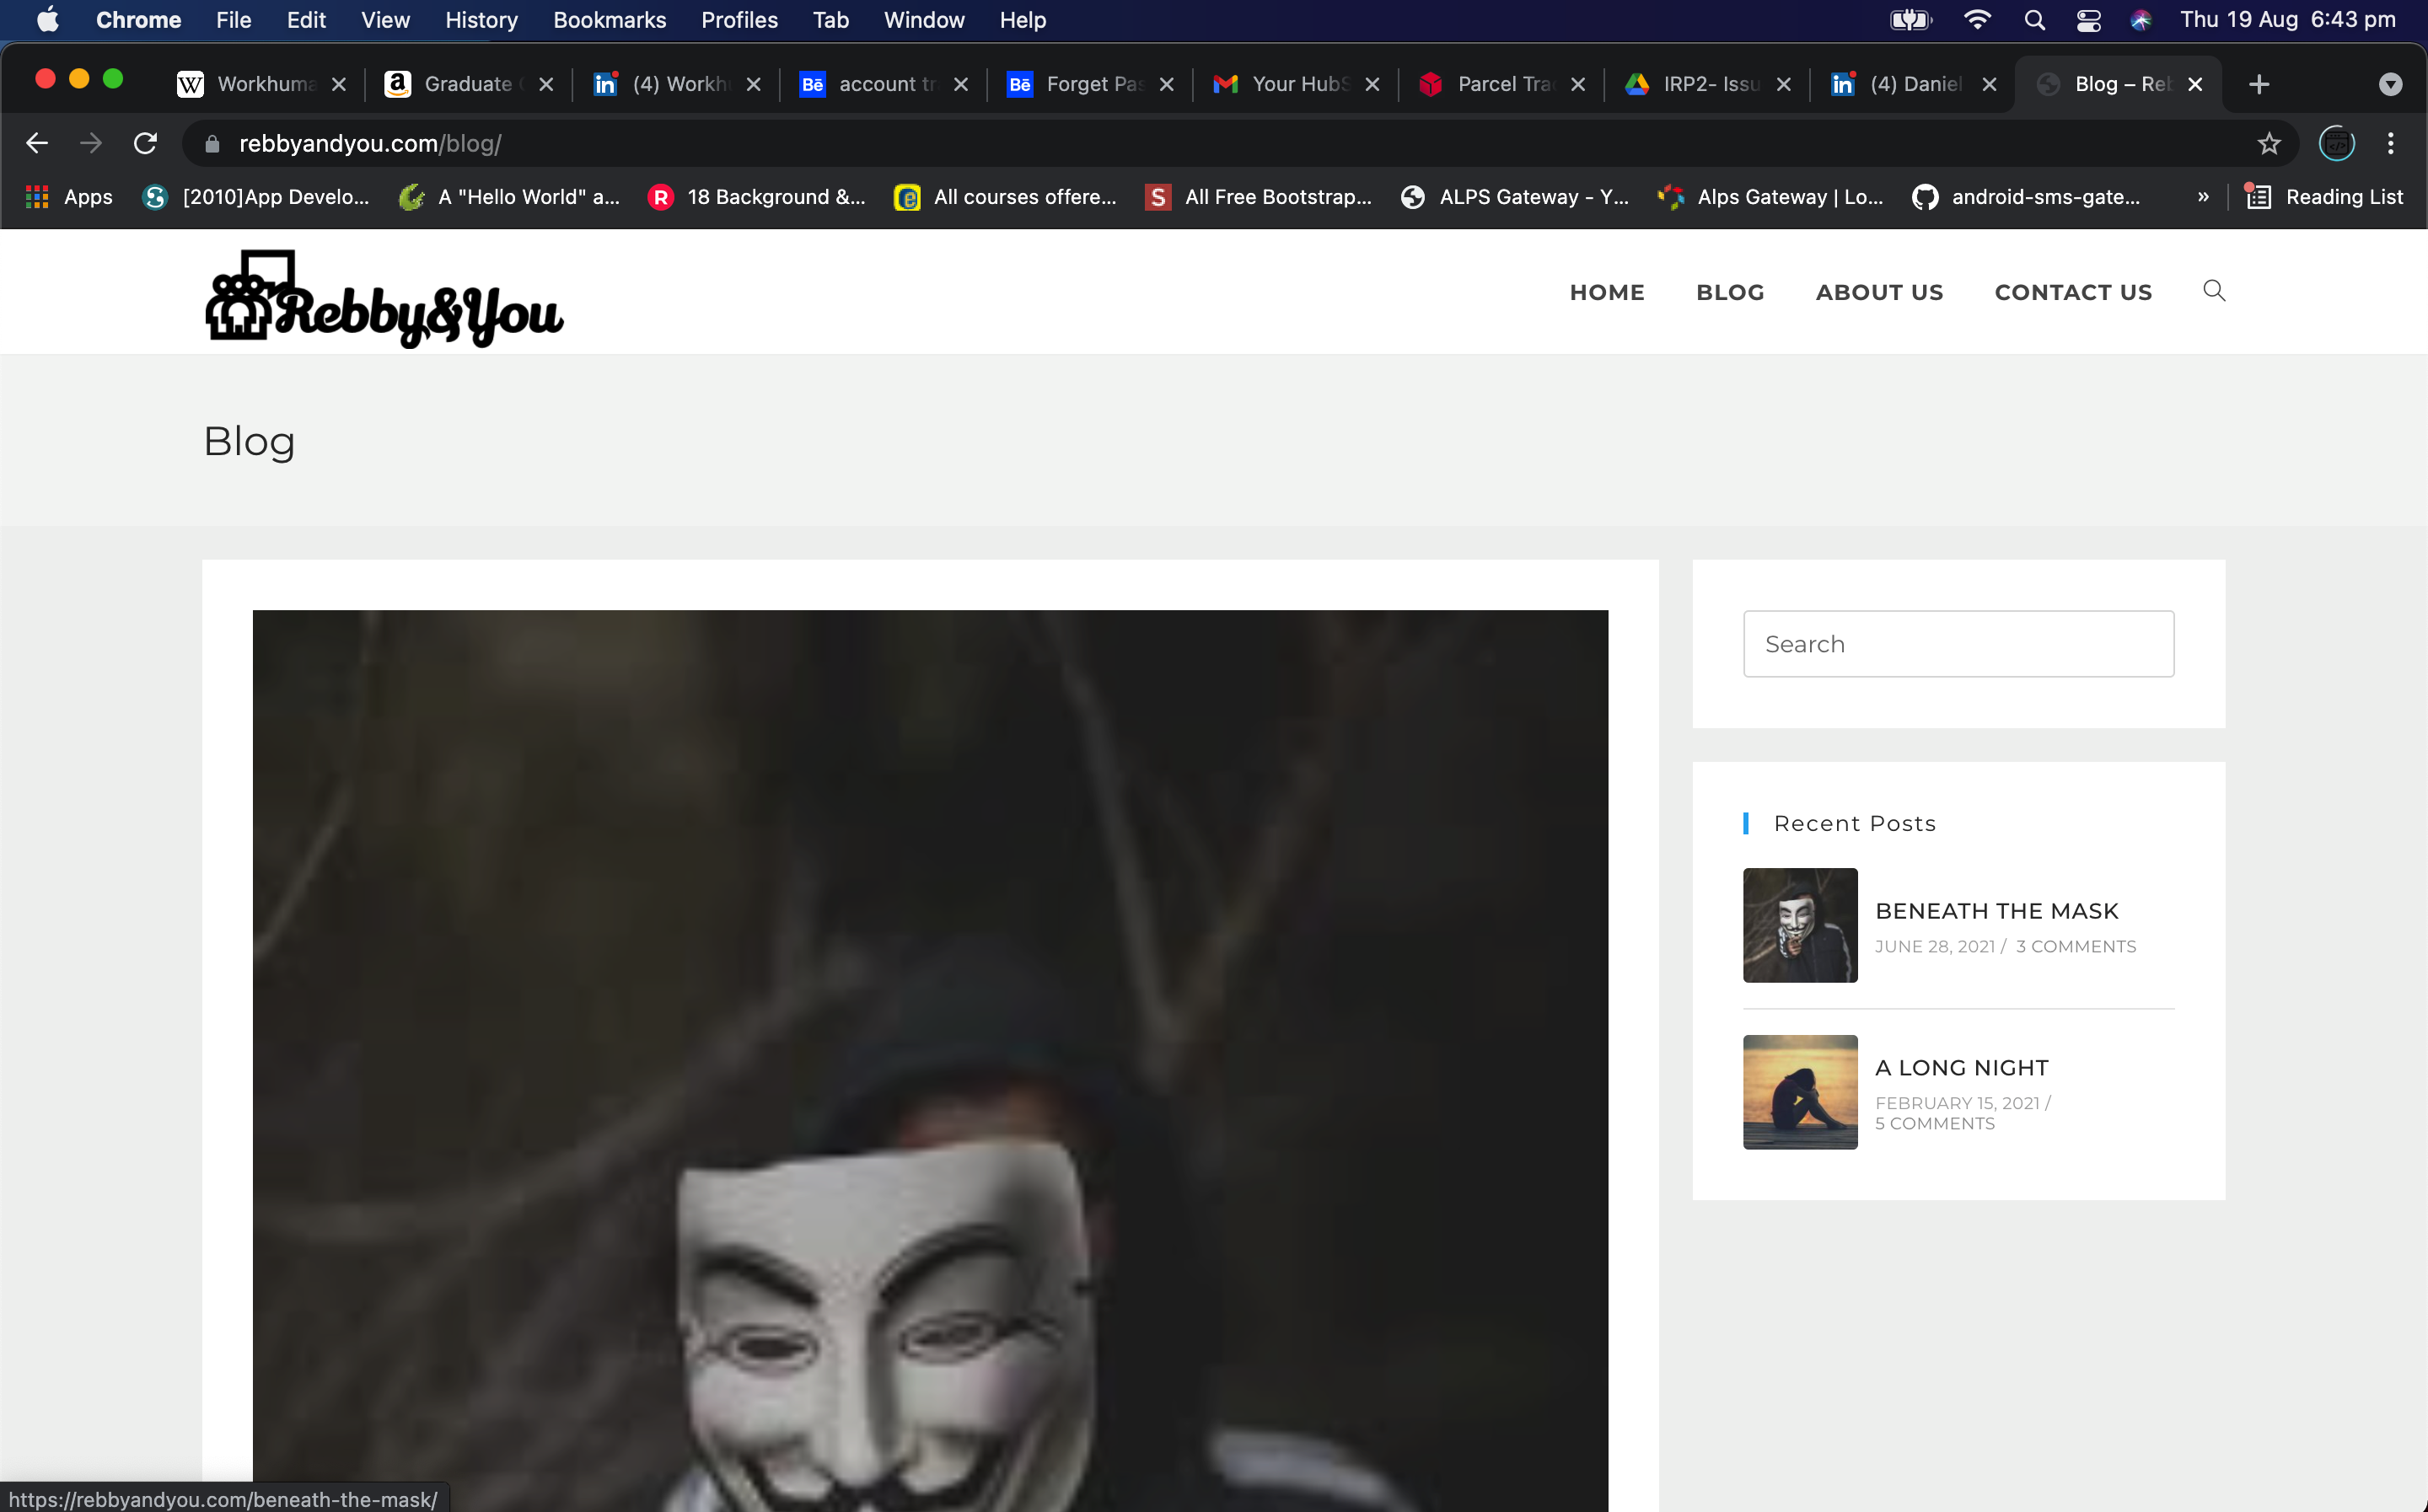 Chrome File Edit View History Bookmarks Profiles Tab Window Help Thu 19 Aug 6:43 pm
Workhuma Graduate (4) Workh account tr Forget Pas Your HubS Parcel Tra IRP2- Issu (4) Daniel Blog – Reb
rebbyandyou.com/blog/
Apps [2010]App Develo... A "Hello World" a... 18 Background &... All courses offere... All Free Bootstrap... ALPS Gateway - Y... Alps Gateway | Lo... android-sms-gate... » Reading List
Rebby&You
HOME BLOG ABOUT US CONTACT US
Blog
Search
Recent Posts
BENEATH THE MASK
JUNE 28, 2021 / 3 COMMENTS
A LONG NIGHT
FEBRUARY 15, 2021 /
5 COMMENTS
https://rebbyandyou.com/beneath-the-mask/